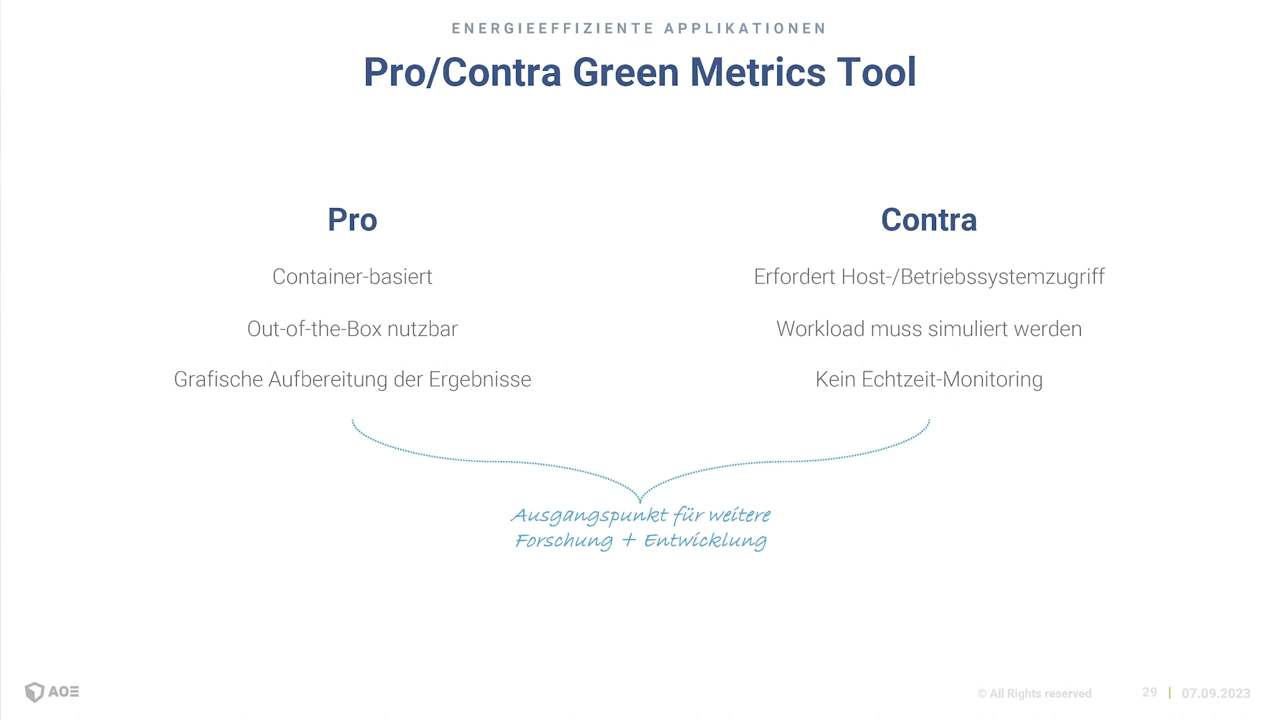 ENERGIEEFFIZIENTE APPLIKATIONEN
Pro/Contra Green Metrics Tool
Pro
Container-basiert
Out-of-the-Box nutzbar
Grafische Aufbereitung der Ergebnisse
Contra
Erfordert Host-/Betriebssystemzugriff
Workload muss simuliert werden
Kein Echtzeit-Monitoring
Ausgangspunkt für weitere
Forschung + Entwicklung
AOE
© All Rights reserved
29 | 07.09.2023